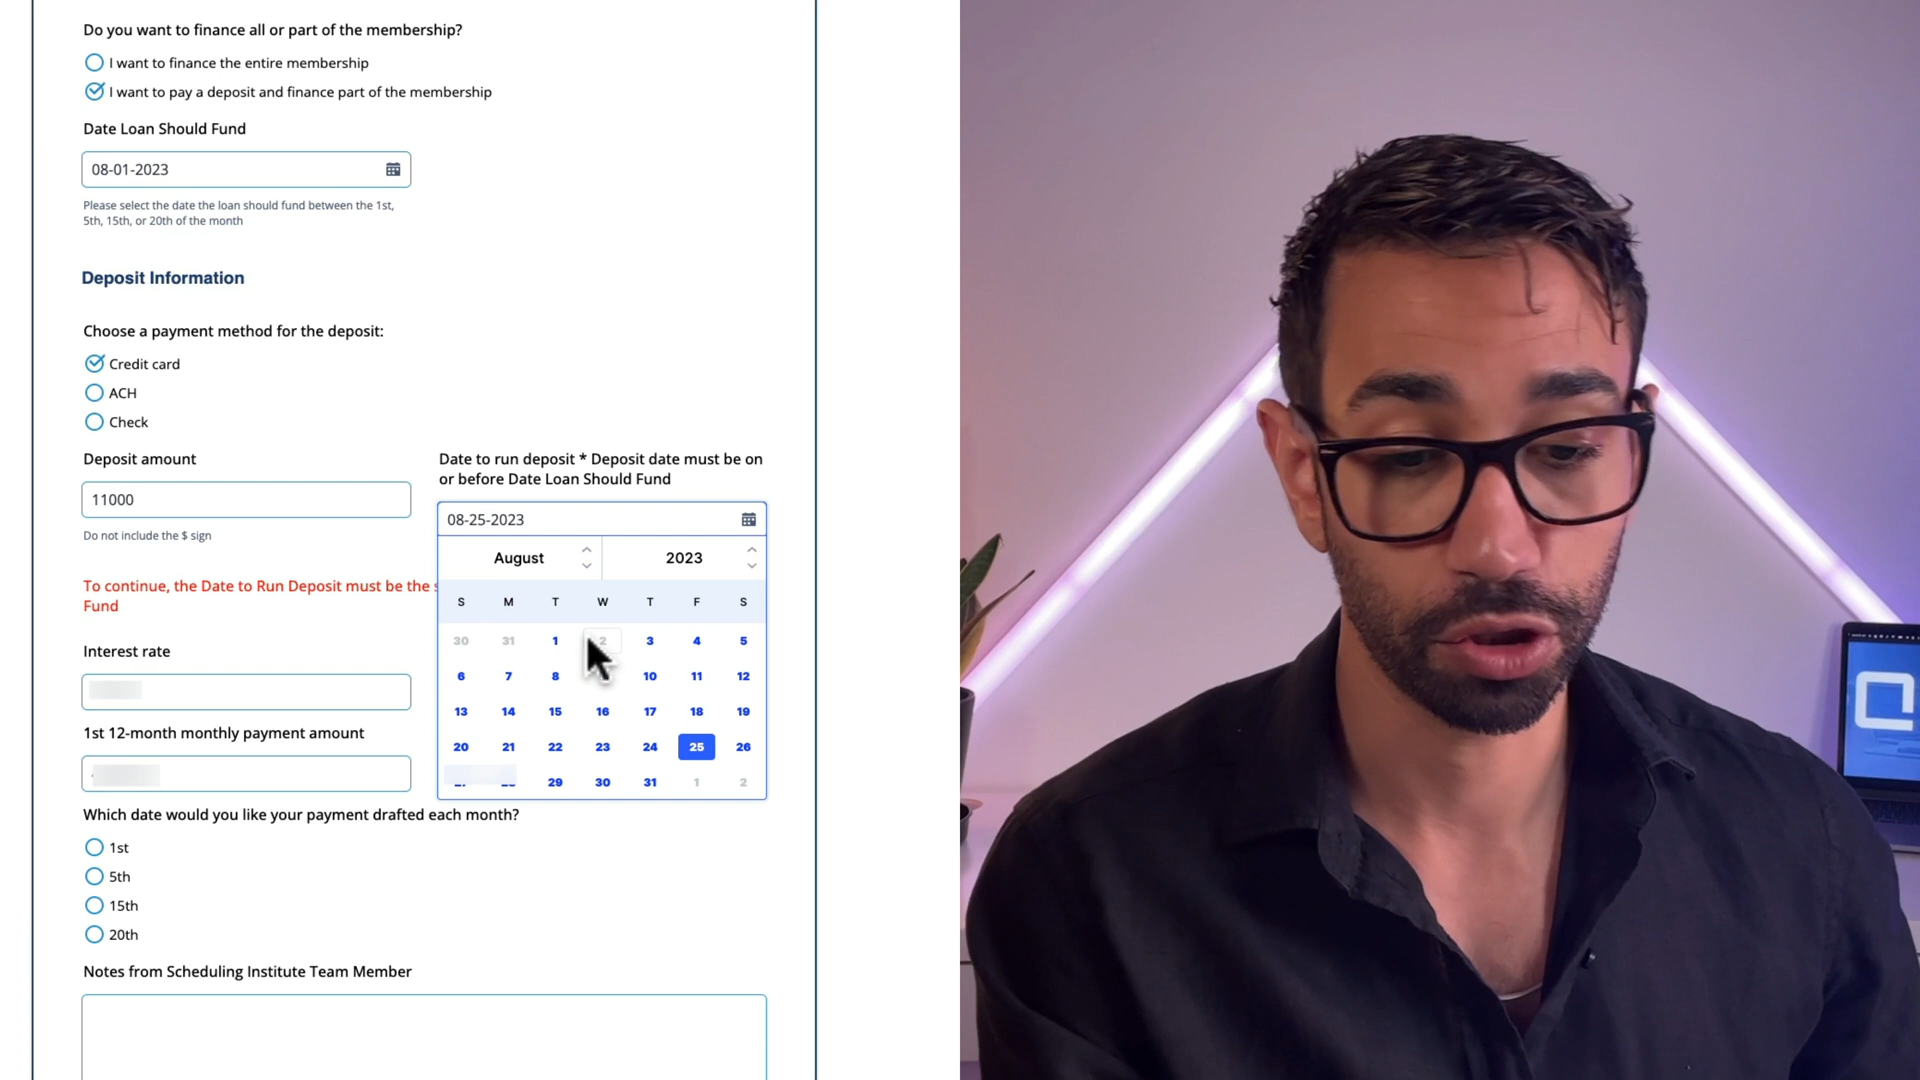 Do you want to finance all or part of the membership?
I want to finance the entire membership
I want to pay a deposit and finance part of the membership
Date Loan Should Fund
08-01-2023
Please select the date the loan should fund between the 1st,
5th, 15th, or 20th of the month
Deposit Information
Choose a payment method for the deposit:
Credit card
ACH
Check
Deposit amount
11000
Do not include the $ sign
Date to run deposit * Deposit date must be on
or before Date Loan Should Fund
08-25-2023
August 2023
S M T W T F S
30 31 1 2 3 4 5
6 7 8 10 11 12
13 14 15 16 17 18 19
20 21 22 23 24 25 26
29 30 31 1 2
To continue, the Date to Run Deposit must be the
Fund
Interest rate
1st 12-month monthly payment amount
Which date would you like your payment drafted each month?
1st
5th
15th
20th
Notes from Scheduling Institute Team Member